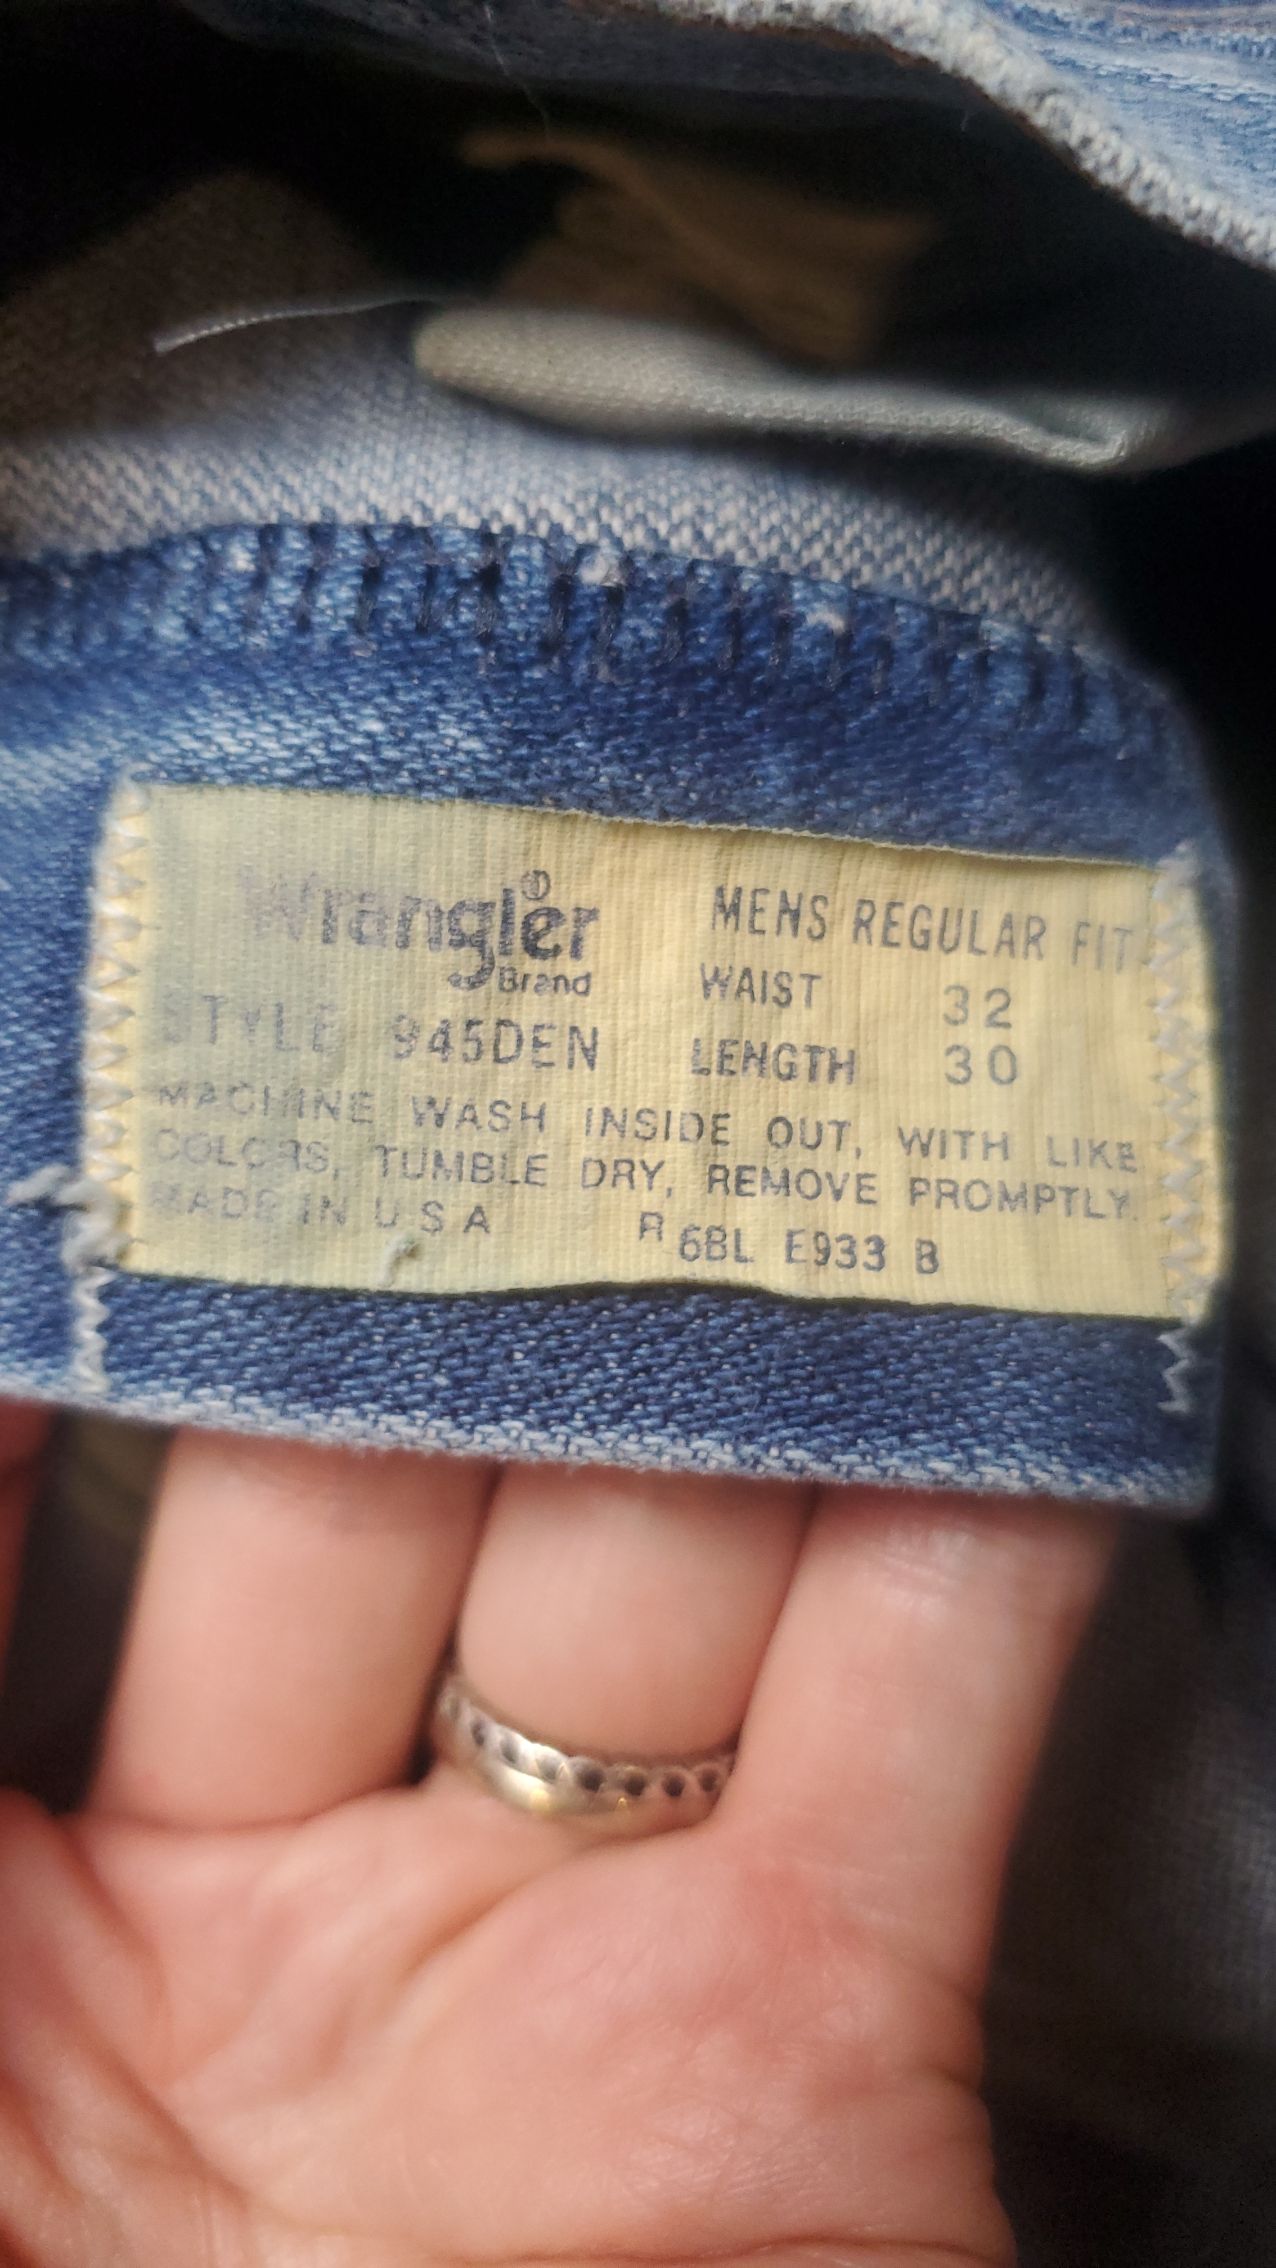 Wrangler®
Brand
STYLE 945DEN
MENS REGULAR FIT
WAIST 32
LENGTH 30
MACHINE WASH INSIDE OUT, WITH LIKE
COLORS, TUMBLE DRY, REMOVE PROMPTLY.
MADE IN U S A R 6BL E933 B